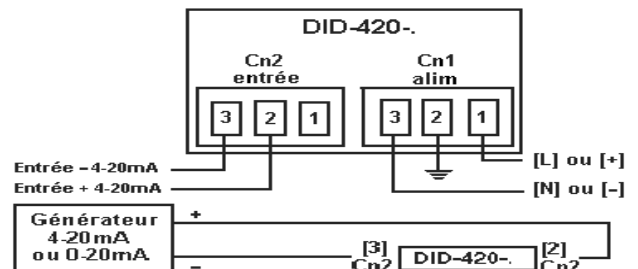 DID-420-.
Cn2 Cn1
entrée alim
3 2 1 3 2 1
Entrée - 4-20mA [L] ou [+]
Entrée + 4-20mA [N] ou [-]
Générateur +
4-20mA [3] [2]
ou 0-20mA - Cn2 DID-420-. Cn2